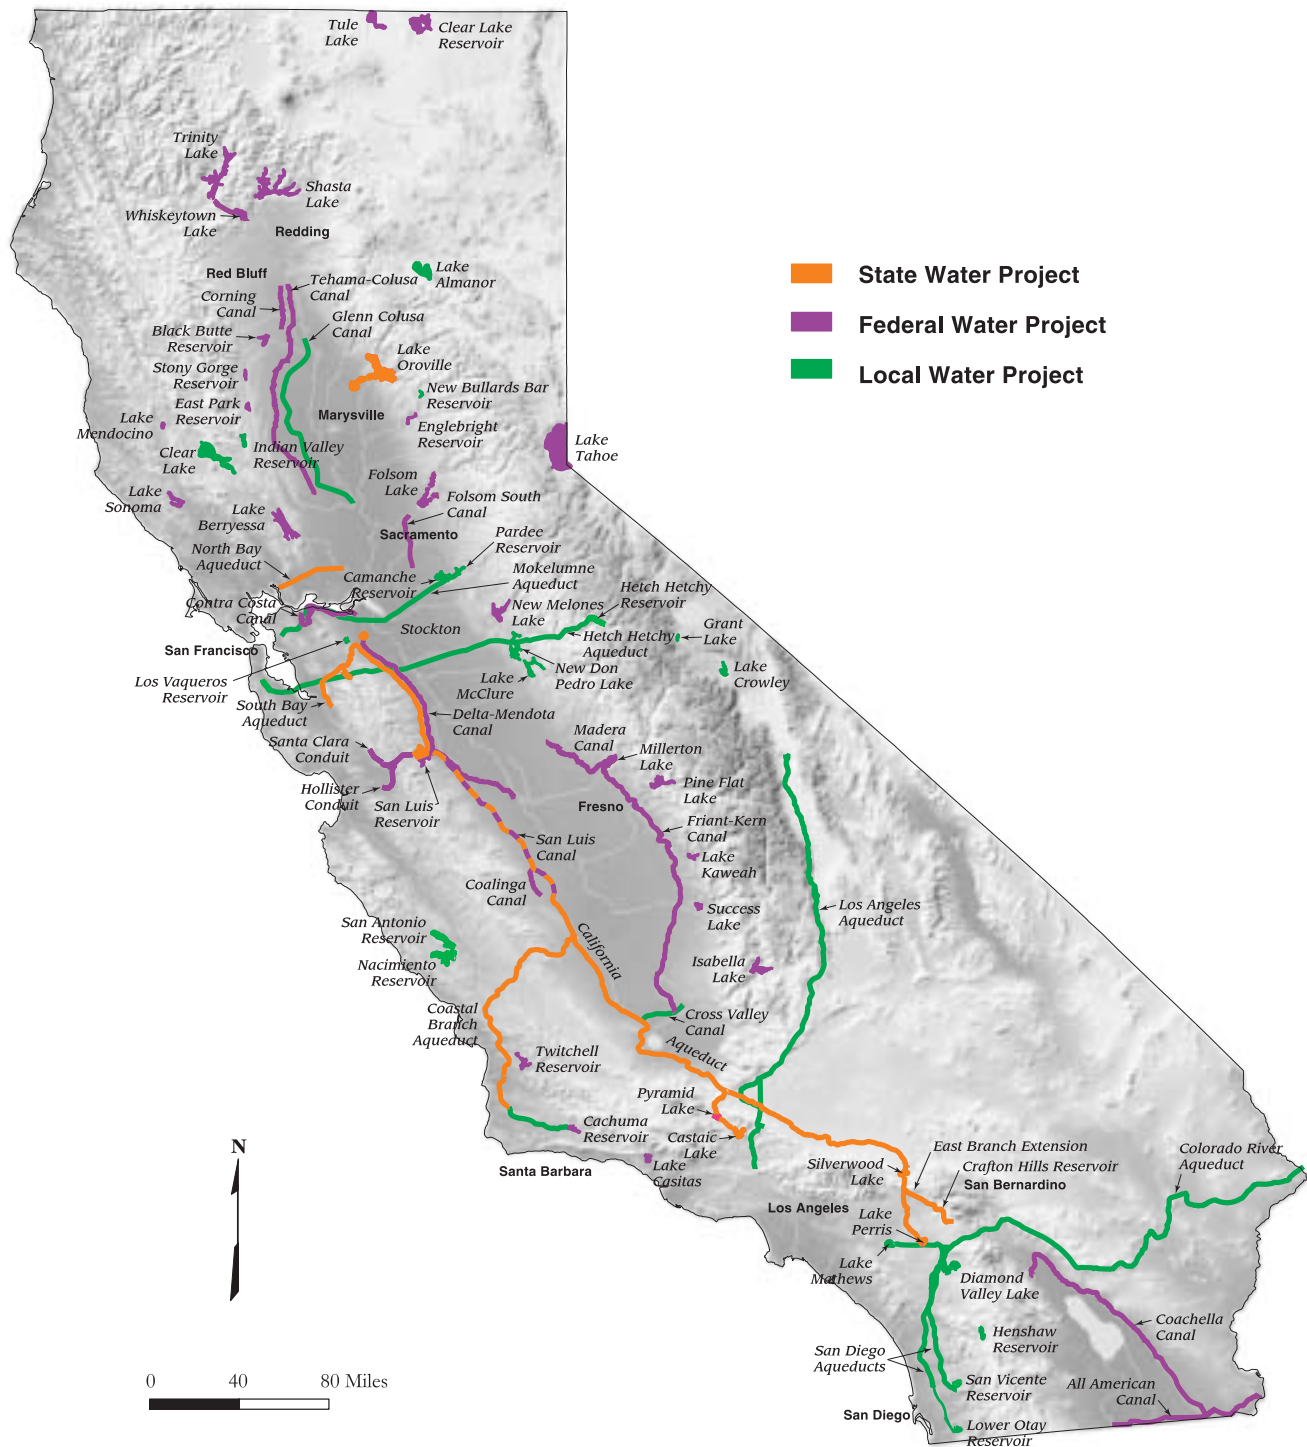 Tule
Lake
Clear Lake
Reservoir
Trinity
Lake
Shasta
Lake
Whiskeytown
Lake
Redding
Red Bluff
Tehama-Colusa
Canal
Lake
Almanor
Corning
Canal
Glenn Colusa
Canal
Black Butte
Reservoir
Lake
Oroville
Stony Gorge
Reservoir
New Bullards Bar
Reservoir
East Park
Reservoir
Marysville
Lake
Mendocino
Englebright
Reservoir
Clear
Lake
Indian Valley
Reservoir
Lake
Tahoe
Folsom
Lake
Lake
Sonoma
Folsom South
Canal
Lake
Berryessa
Sacramento
Pardee
Reservoir
North Bay
Aqueduct
Camanche
Reservoir
Mokelumne
Aqueduct
Hetch Hetchy
Reservoir
Contra Costa
Canal
New Melones
Lake
Stockton
Hetch Hetchy
Aqueduct
Grant
Lake
San Francisco
Los Vaqueros
Reservoir
New Don
Pedro Lake
Lake
Crowley
Lake
McClure
South Bay
Aqueduct
Delta-Mendota
Canal
Santa Clara
Conduit
Madera
Canal
Millerton
Lake
Hollister
Conduit
San Luis
Reservoir
Pine Flat
Lake
Fresno
San Luis
Canal
Friant-Kern
Canal
Lake
Kaweah
Coalinga
Canal
Success
Lake
Los Angeles
Aqueduct
San Antonio
Reservoir
California
Aqueduct
Nacimiento
Reservoir
Isabella
Lake
Coastal
Branch
Aqueduct
Cross Valley
Canal
Twitchell
Reservoir
Pyramid
Lake
Cachuma
Reservoir
Castaic
Lake
Santa Barbara
Lake
Casitas
Silverwood
Lake
East Branch Extension
Crafton Hills Reservoir
San Bernardino
Colorado River
Aqueduct
Los Angeles
Lake
Perris
Lake
Mathews
Diamond
Valley Lake
Coachella
Canal
Henshaw
Reservoir
San Diego
Aqueducts
San Vicente
Reservoir
All American
Canal
San Diego
Lower Otay
Reservoir
State Water Project
Federal Water Project
Local Water Project
N
0 40 80 Miles